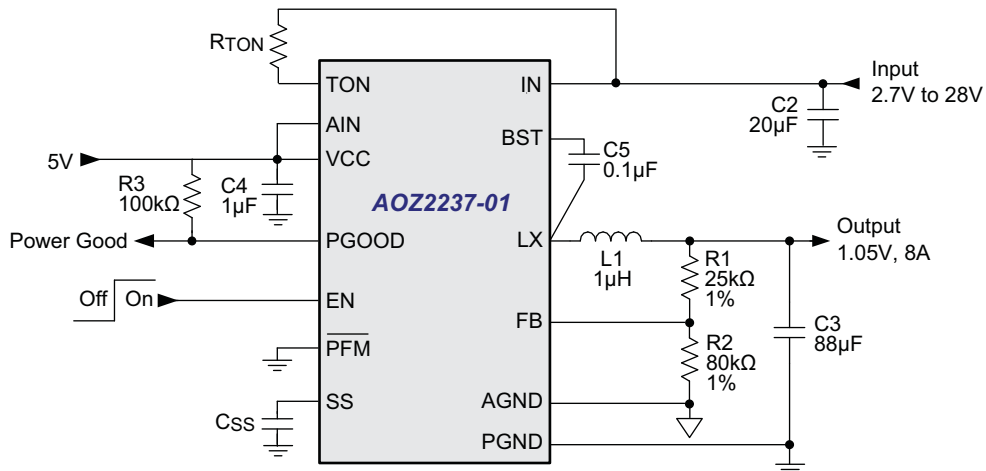 RTON
TON
IN
Input
2.7V to 28V
C2
20µF
AIN
BST
5V
VCC
C5
0.1µF
R3
100kΩ
C4
1µF
AOZ2237-01
Power Good
PGOOD
LX
L1
1µH
Output
1.05V, 8A
R1
25kΩ
1%
Off
On
EN
FB
C3
88µF
PFM
R2
80kΩ
1%
SS
CSS
AGND
PGND